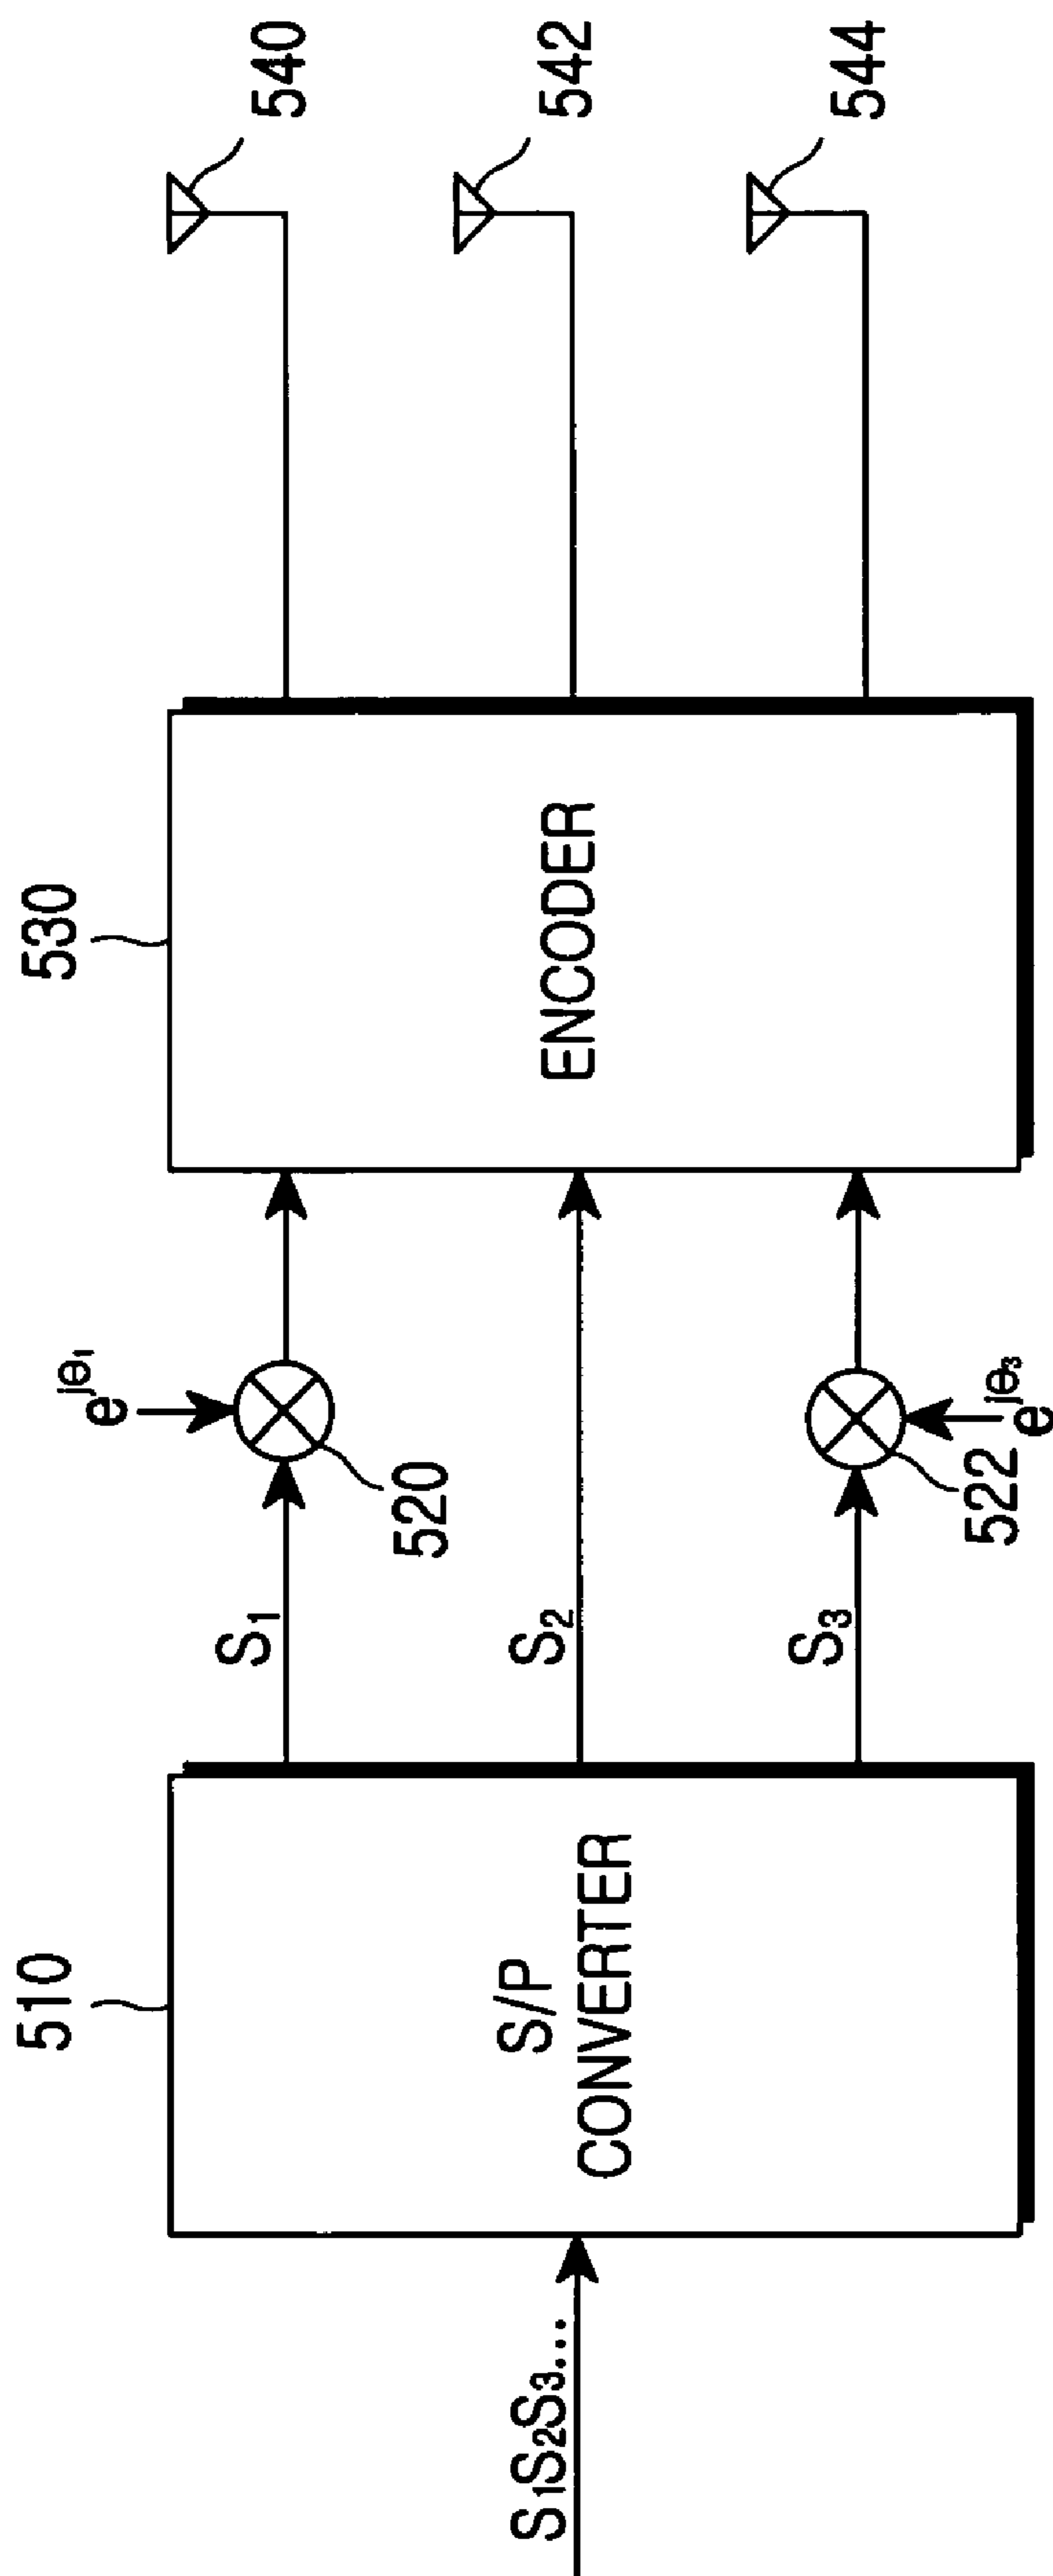 S₁S₂S₃...
510
S/P
CONVERTER
S₁
S₂
S₃
e^jθ₁
520
522
e^jθ₃
530
ENCODER
540
542
544